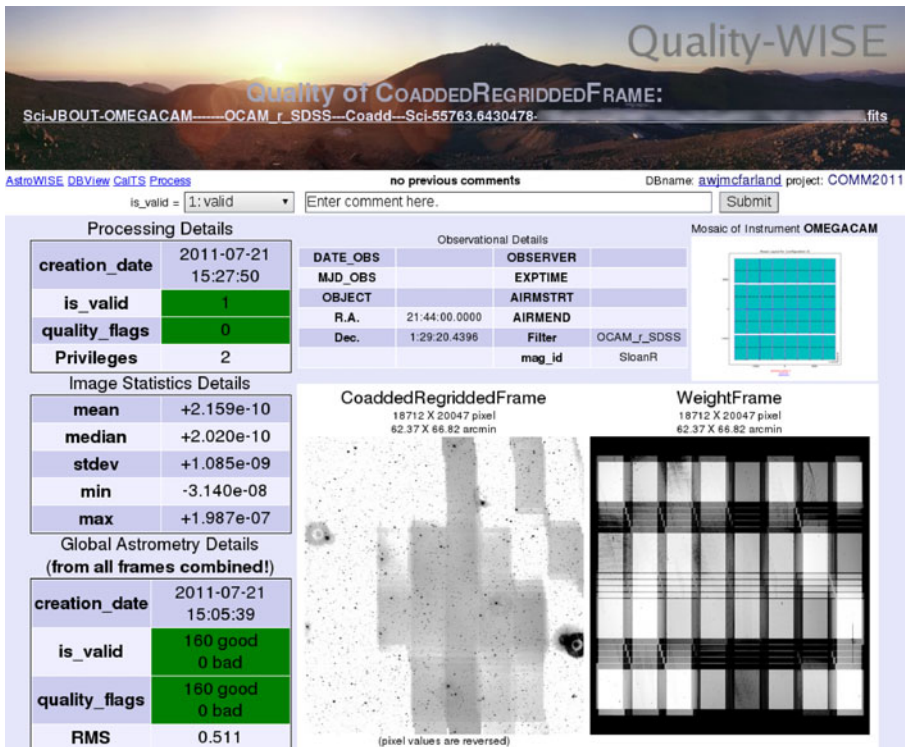 Quality-WISE
Quality of CoaddedRegriddedFrame:
Sci-JBOUT-OMEGACAM-------OCAM_r_SDSS---Coadd---Sci-55763.6430478- .fits
AstroWISE DBView CalTS Process
no previous comments
DBname: awjmcfarland project: COMM2011
is_valid = 1: valid
Enter comment here.
Submit
Processing Details
creation_date 2011-07-21 15:27:50
is_valid 1
quality_flags 0
Privileges 2
Observational Details
DATE_OBS OBSERVER
MJD_OBS EXPTIME
OBJECT AIRMSTRT
R.A. 21:44:00.0000 AIRMEND
Dec. 1:29:20.4396 Filter OCAM_r_SDSS
mag_id SloanR
Mosaic of Instrument OMEGACAM
Image Statistics Details
mean +2.159e-10
median +2.020e-10
stdev +1.085e-09
min -3.140e-08
max +1.987e-07
Global Astrometry Details
(from all frames combined!)
creation_date 2011-07-21 15:05:39
is_valid 160 good 0 bad
quality_flags 160 good 0 bad
RMS 0.511
CoaddedRegriddedFrame
18712 X 20047 pixel
62.37 X 66.82 arcmin
(pixel values are reversed)
WeightFrame
18712 X 20047 pixel
62.37 X 66.82 arcmin